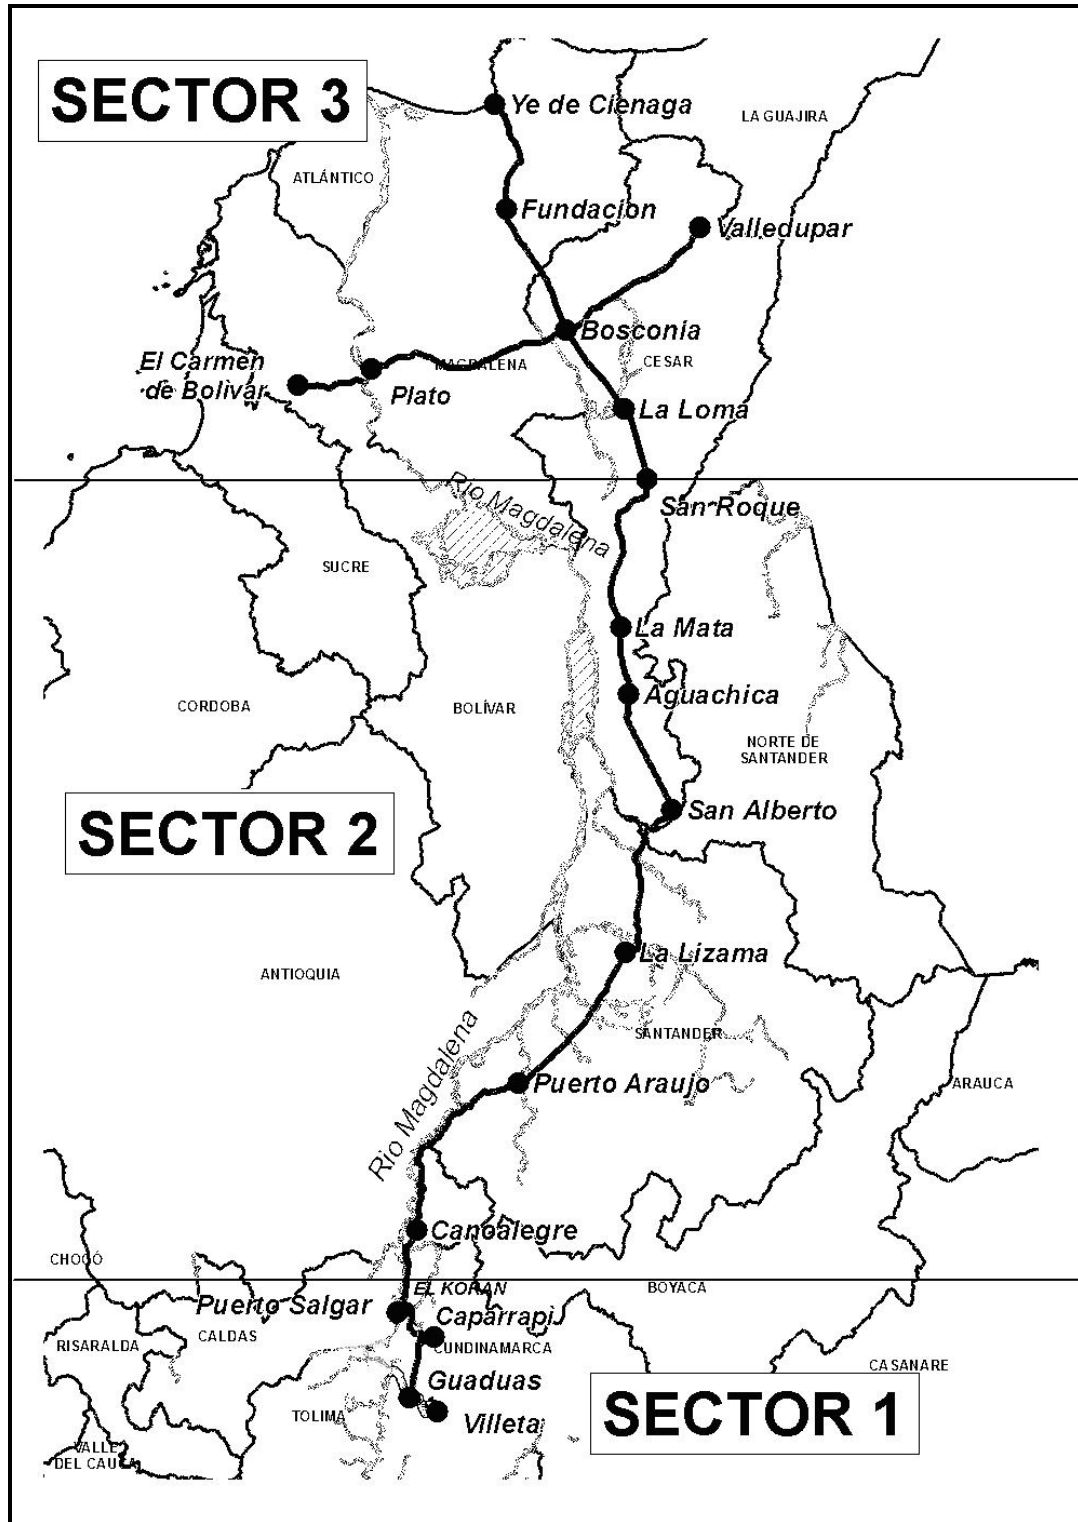 SECTOR 3
Ye de Cienaga
LA GUAJIRA
ATLÁNTICO
Fundacion
Valledupar
Bosconia
El Carmen
de Bolivar
MAGDALENA
CESAR
Plato
La Loma
Rio Magdalena
San Roque
SUCRE
La Mata
Aguachica
CORDOBA
BOLÍVAR
NORTE DE
SANTANDER
SECTOR 2
San Alberto
La Lizama
ANTIOQUIA
SANTANDER
Rio Magdalena
Puerto Araujo
ARAUCA
Canoalegre
CHOCÓ
EL KORAN
BOYACA
Puerto Salgar
Caparrapi
CALDAS
RISARALDA
CUNDINAMARCA
CASANARE
Guaduas
SECTOR 1
TOLIMA
Villeta
VALLE
DEL CAUCA